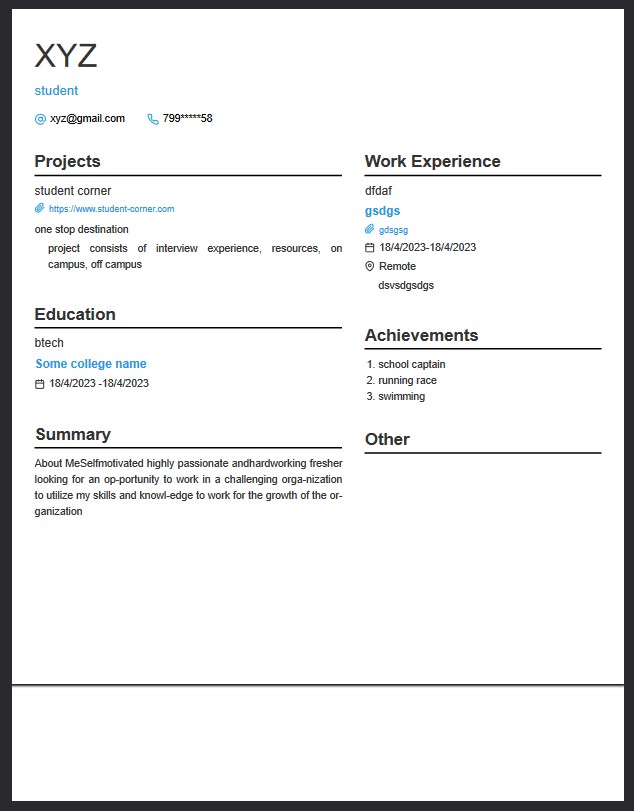 XYZ
student
xyz@gmail.com 799*****58
Projects
student corner
https://www.student-corner.com
one stop destination
project consists of interview experience, resources, on
campus, off campus
Education
btech
Some college name
18/4/2023 -18/4/2023
Summary
About MeSelfmotivated highly passionate andhardworking fresher
looking for an op-portunity to work in a challenging orga-nization
to utilize my skills and knowl-edge to work for the growth of the or-
ganization
Work Experience
dfdaf
gsdgs
gdsgsg
18/4/2023-18/4/2023
Remote
dsvsdgsdgs
Achievements
1. school captain
2. running race
3. swimming
Other